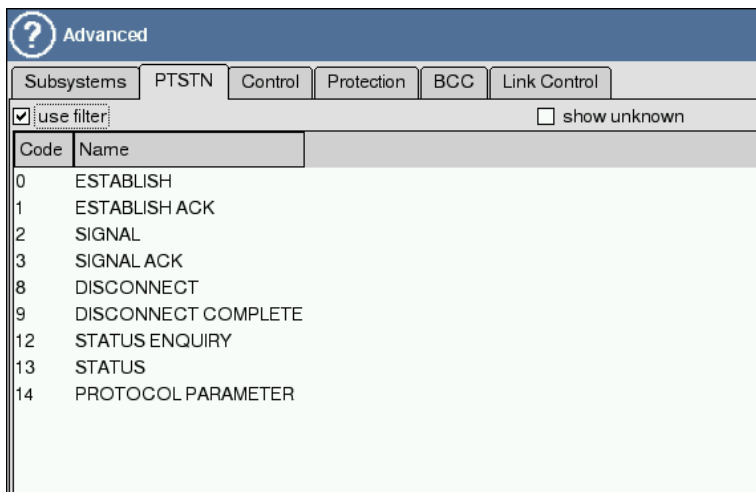 ? Advanced
Subsystems PTSTN Control Protection BCC Link Control
use filter show unknown
Code Name
0 ESTABLISH
1 ESTABLISH ACK
2 SIGNAL
3 SIGNAL ACK
8 DISCONNECT
9 DISCONNECT COMPLETE
12 STATUS ENQUIRY
13 STATUS
14 PROTOCOL PARAMETER